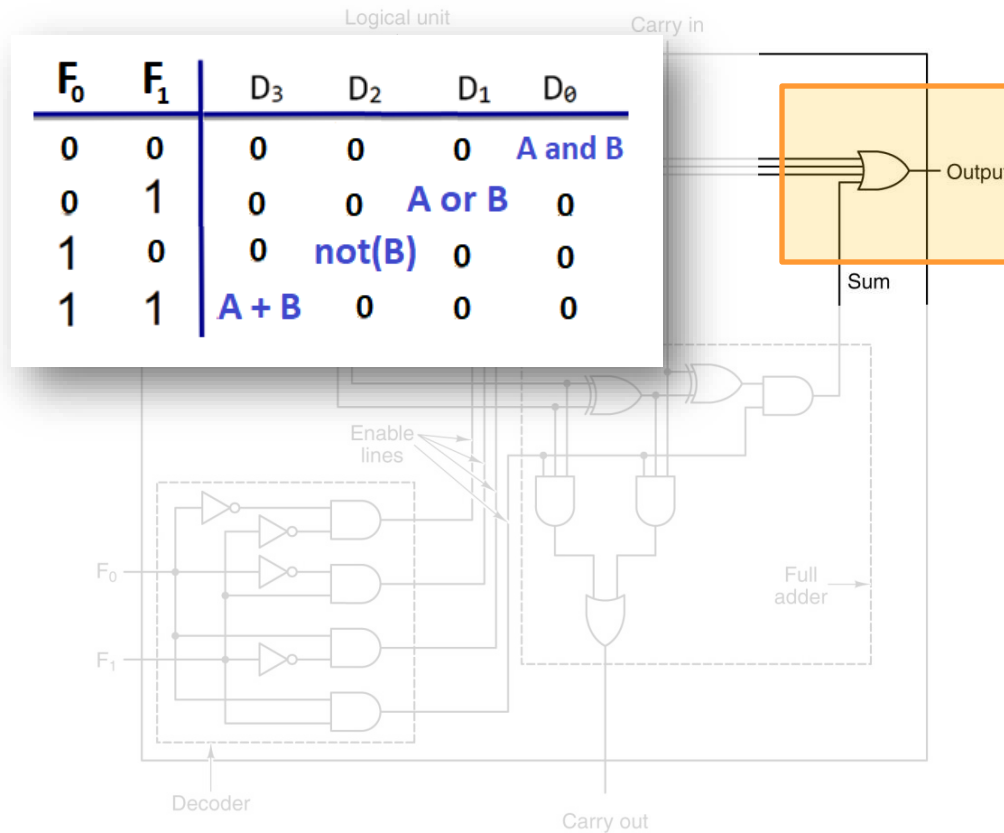 Logical unit
Carry in
F₀ F₁ D₃ D₂ D₁ D₀
0 0 0 0 0 A and B
0 1 0 0 A or B 0
1 0 0 not(B) 0 0
1 1 A + B 0 0 0
Output
Sum
Enable
lines
F₀
Full
adder
F₁
Decoder
Carry out